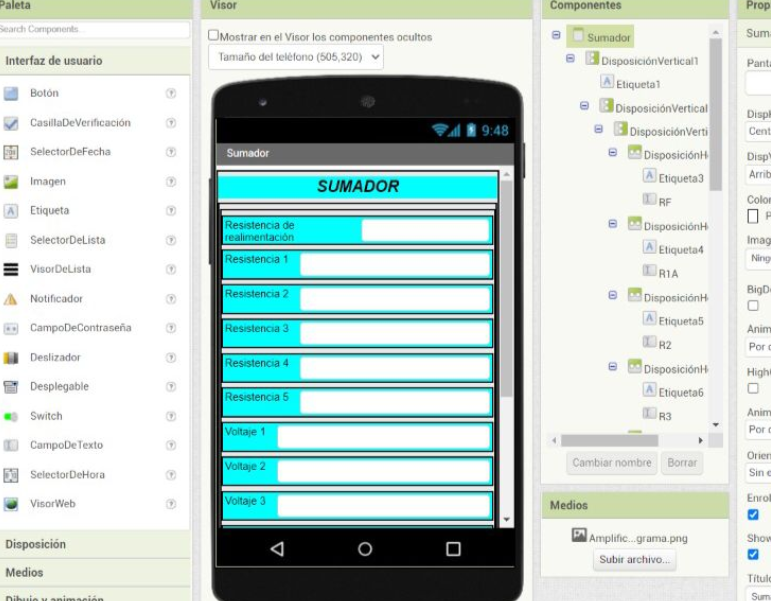 Paleta
Search Components...
Interfaz de usuario
Botón
CasillaDeVerificación
SelectorDeFecha
Imagen
Etiqueta
SelectorDeLista
VisorDeLista
Notificador
CampoDeContraseña
Deslizador
Desplegable
Switch
CampoDeTexto
SelectorDeHora
VisorWeb
Disposición
Medios
Dibujo y animación
Visor
Mostrar en el Visor los componentes ocultos
Tamaño del teléfono (505,320)
9:48
Sumador
SUMADOR
Resistencia de
realimentación
Resistencia 1
Resistencia 2
Resistencia 3
Resistencia 4
Resistencia 5
Voltaje 1
Voltaje 2
Voltaje 3
Componentes
Sumador
DisposiciónVertical1
Etiqueta1
DisposiciónVertical
DisposiciónVerti
DisposiciónH
Etiqueta3
RF
DisposiciónH
Etiqueta4
R1A
DisposiciónH
Etiqueta5
R2
DisposiciónH
Etiqueta6
R3
Cambiar nombre Borrar
Medios
Amplific...grama.png
Subir archivo...
Prop
Suma
Panta
Cent
Arrib
Color
P
Imag
Ning
BigD
Anim
Por d
High
Anim
Por d
Orien
Sin e
Enrol
Show
Título
Sum